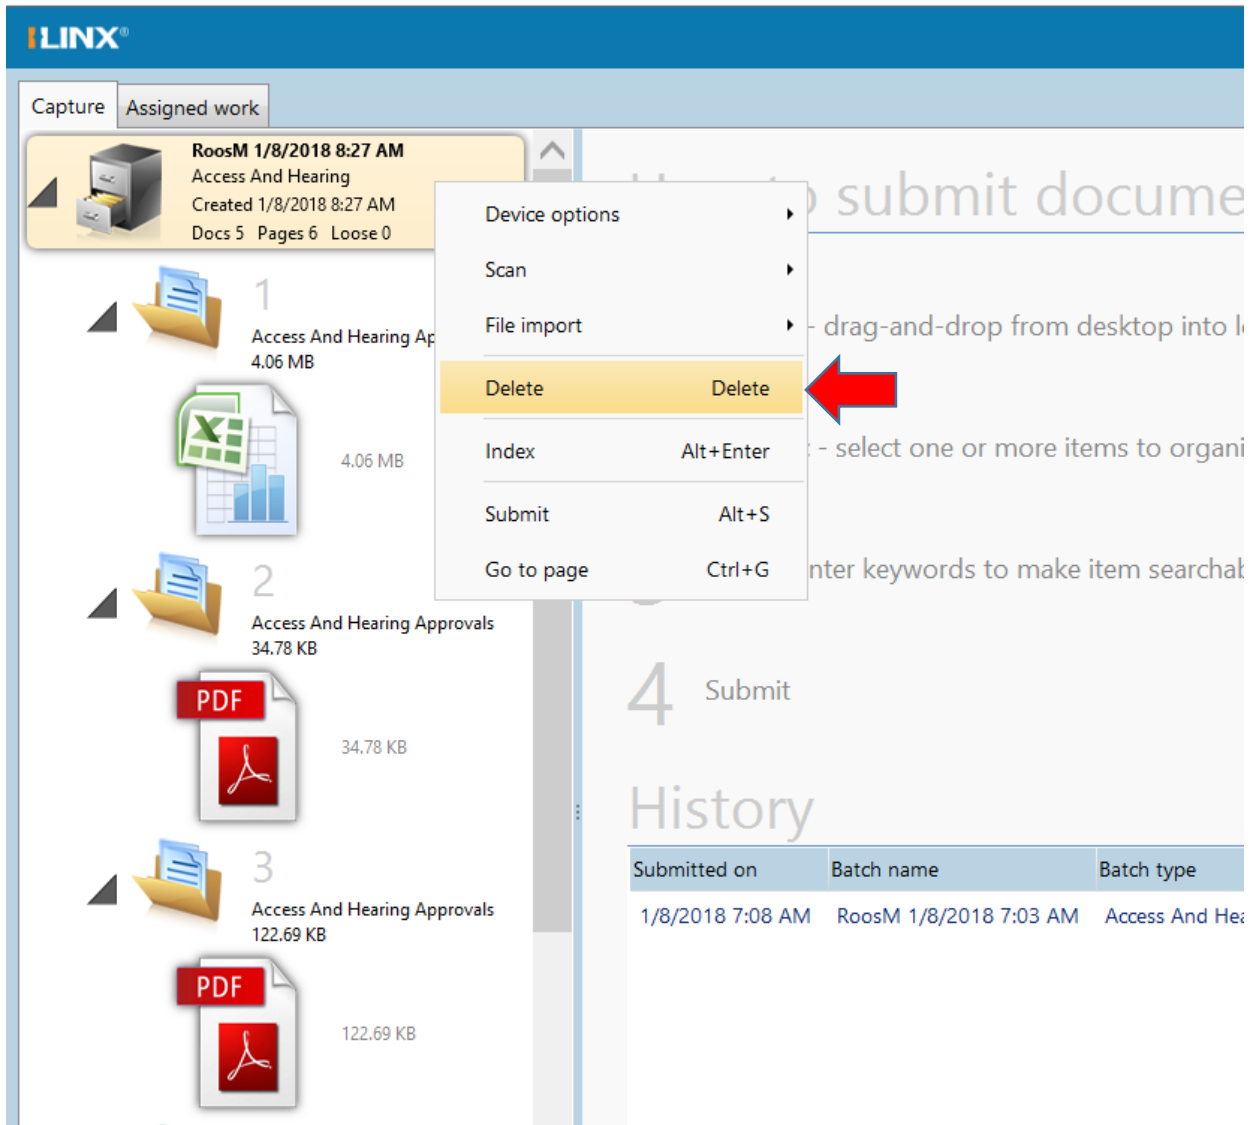 ILINX®
Capture
Assigned work
RoosM 1/8/2018 8:27 AM
Access And Hearing
Created 1/8/2018 8:27 AM
Docs 5 Pages 6 Loose 0
1
Access And Hearing Ap
4.06 MB
4.06 MB
2
Access And Hearing Approvals
34.78 KB
PDF
34.78 KB
3
Access And Hearing Approvals
122.69 KB
PDF
122.69 KB
Device options
Scan
File import
Delete Delete
Index Alt+Enter
Submit Alt+S
Go to page Ctrl+G
submit docume
- drag-and-drop from desktop into l
: - select one or more items to organi
nter keywords to make item searchab
4 Submit
History
Submitted on Batch name Batch type
1/8/2018 7:08 AM RoosM 1/8/2018 7:03 AM Access And Hea